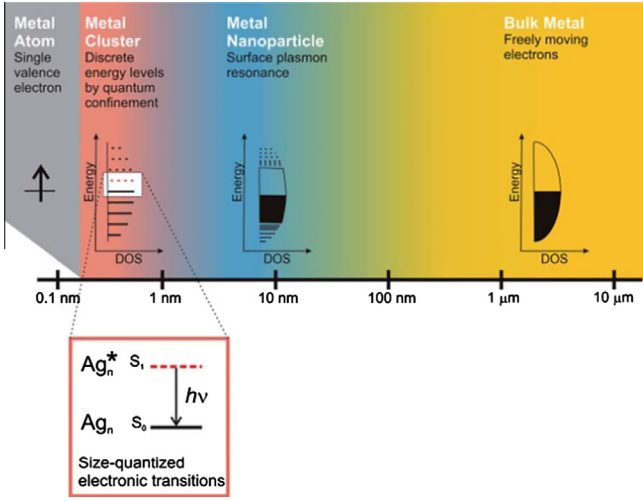 Metal
Atom
Single
valence
electron
Metal
Cluster
Discrete
energy levels
by quantum
confinement
Metal
Nanoparticle
Surface plasmon
resonance
Bulk Metal
Freely moving
electrons
Energy
DOS
Energy
DOS
Energy
DOS
0.1 nm
1 nm
10 nm
100 nm
1 μm
10 μm
Agn* S1
hν
Agn S0
Size-quantized
electronic transitions